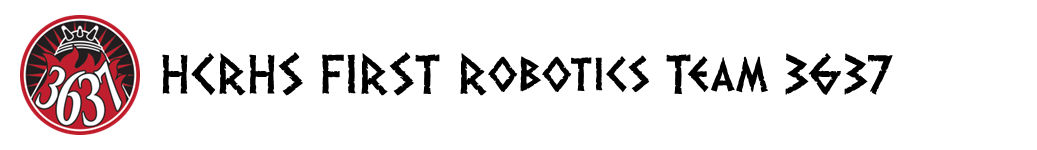 3637
HCRHS FIRST ROBOTICS TEAM 3637